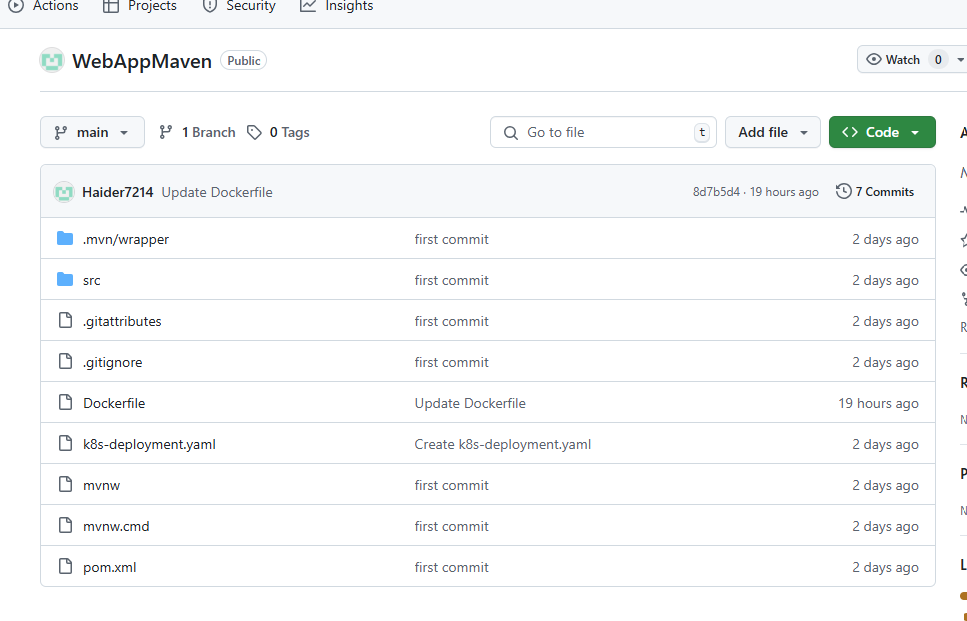 Actions Projects Security Insights
WebAppMaven Public Watch 0
main 1 Branch 0 Tags Go to file t Add file Code
Haider7214 Update Dockerfile 8d7b5d4 · 19 hours ago 7 Commits
.mvn/wrapper first commit 2 days ago
src first commit 2 days ago
.gitattributes first commit 2 days ago
.gitignore first commit 2 days ago
Dockerfile Update Dockerfile 19 hours ago
k8s-deployment.yaml Create k8s-deployment.yaml 2 days ago
mvnw first commit 2 days ago
mvnw.cmd first commit 2 days ago
pom.xml first commit 2 days ago